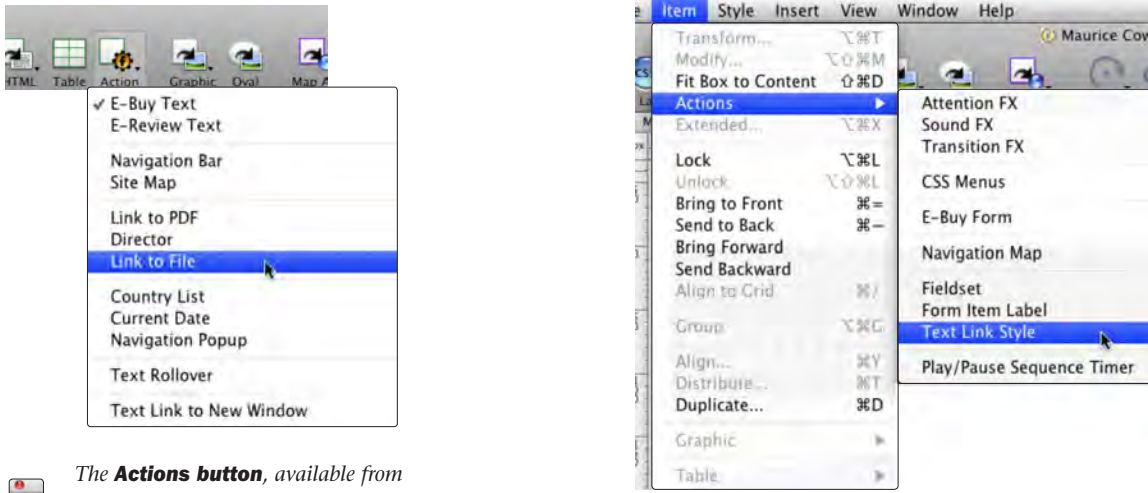 HTML Table Action Graphic Oval Map
✓ E-Buy Text
E-Review Text
Navigation Bar
Site Map
Link to PDF
Director
Link to File
Country List
Current Date
Navigation Popup
Text Rollover
Text Link to New Window
The Actions button, available from
Item Style Insert View Window Help
Maurice Cow
Transform... ⌥⌘T
Modify... ⌥⇧⌘M
Fit Box to Content ⇧⌘D
Actions ▶
Extended... ⌥⌘X
Lock ⌥⌘L
Unlock ⌥⇧⌘L
Bring to Front ⌘=
Send to Back ⌘–
Bring Forward
Send Backward
Align to Grid ⌘/
Group ⌥⌘G
Align... ⌘Y
Distribute... ⌘T
Duplicate... ⌘D
Graphic ▶
Table ▶
Attention FX
Sound FX
Transition FX
CSS Menus
E-Buy Form
Navigation Map
Fieldset
Form Item Label
Text Link Style
Play/Pause Sequence Timer